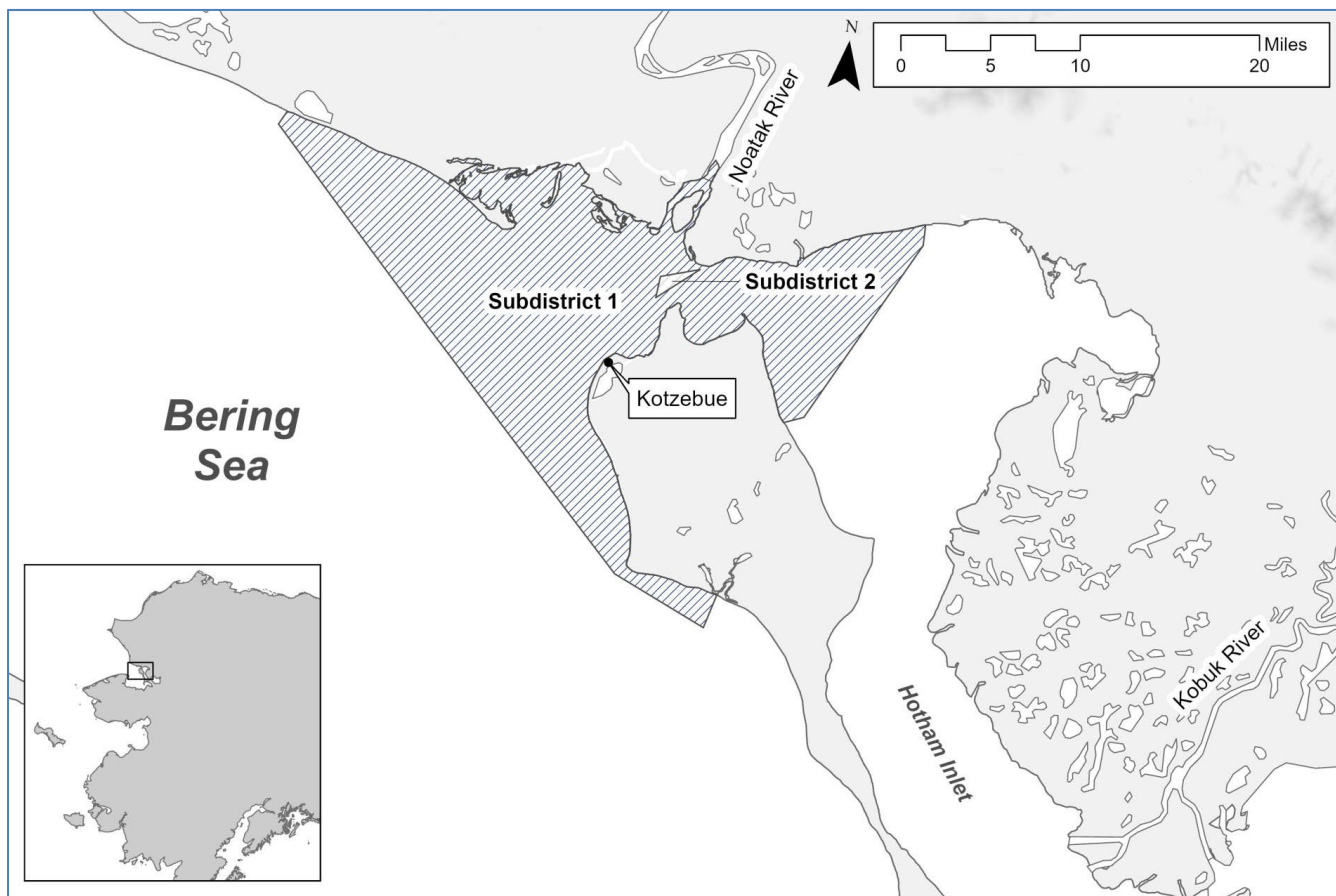 N
Miles
0 5 10 20
Noatak River
Subdistrict 2
Subdistrict 1
Kotzebue
Bering
Sea
Kobuk River
Hotham Inlet